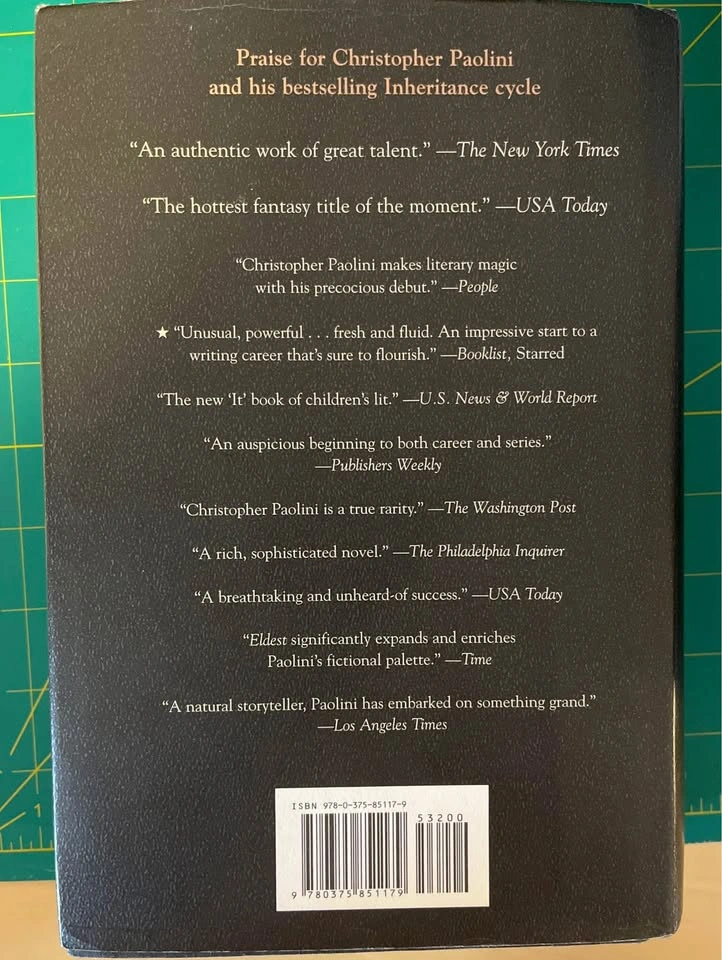 Praise for Christopher Paolini
and his bestselling Inheritance cycle
“An authentic work of great talent.” —The New York Times
“The hottest fantasy title of the moment.” —USA Today
“Christopher Paolini makes literary magic
with his precocious debut.” —People
★ “Unusual, powerful . . . fresh and fluid. An impressive start to a
writing career that’s sure to flourish.” —Booklist, Starred
“The new ‘It’ book of children’s lit.” —U.S. News & World Report
“An auspicious beginning to both career and series.”
—Publishers Weekly
“Christopher Paolini is a true rarity.” —The Washington Post
“A rich, sophisticated novel.” —The Philadelphia Inquirer
“A breathtaking and unheard-of success.” —USA Today
“Eldest significantly expands and enriches
Paolini’s fictional palette.” —Time
“A natural storyteller, Paolini has embarked on something grand.”
—Los Angeles Times
ISBN 978-0-375-85117-9
53200
9 780375 851179